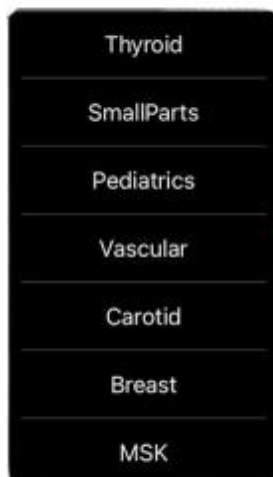 Thyroid
SmallParts
Pediatrics
Vascular
Carotid
Breast
MSK